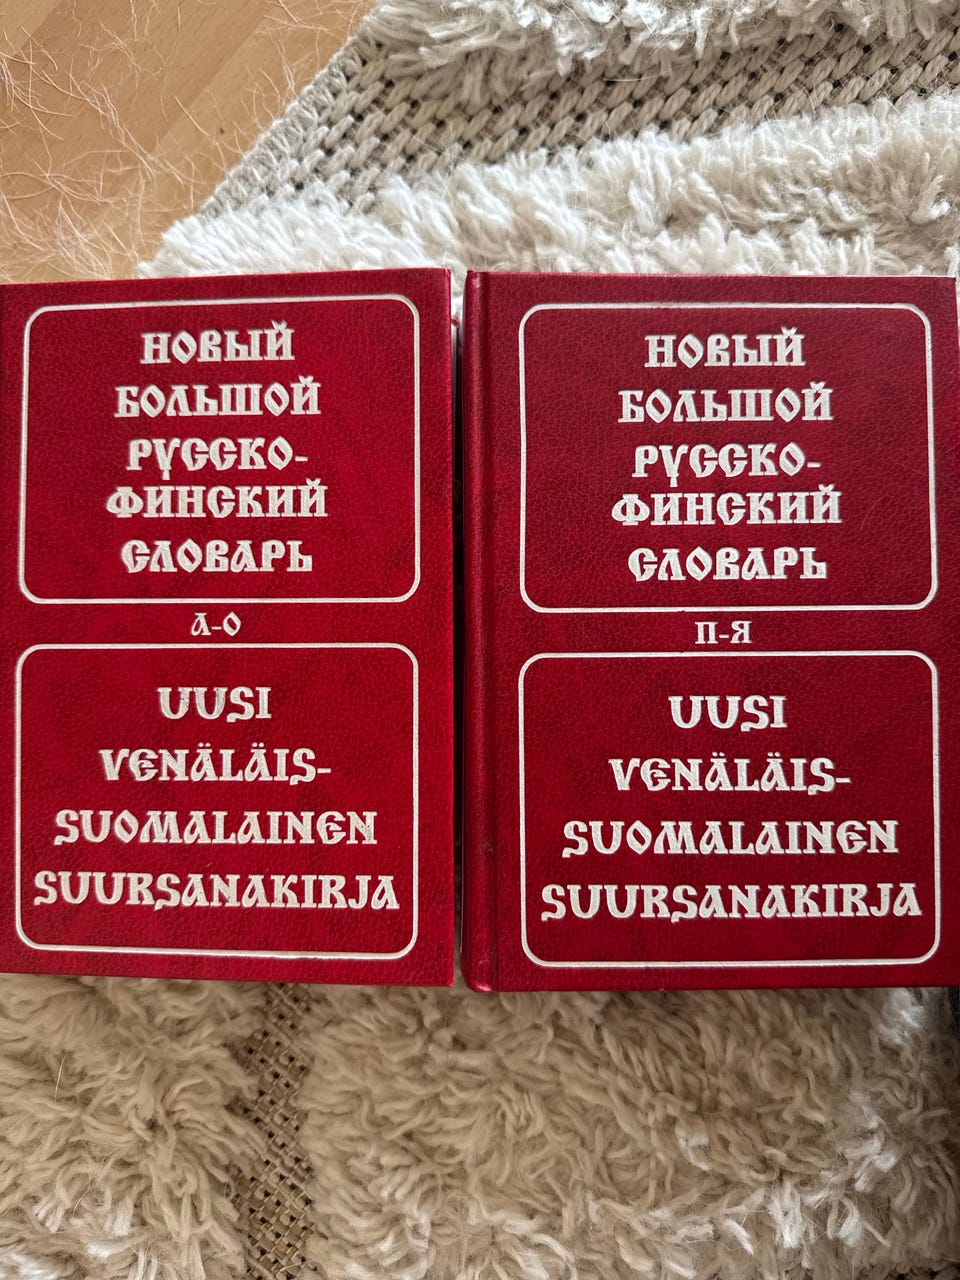 НОВЫЙ
БОЛЬШОЙ
РУССКО-
ФИНСКИЙ
СЛОВАРЬ
А-О
UUSI
VENÄLÄIS-
SUOMALAINEN
SUURSANAKIRJA
НОВЫЙ
БОЛЬШОЙ
РУССКО-
ФИНСКИЙ
СЛОВАРЬ
П-Я
UUSI
VENÄLÄIS-
SUOMALAINEN
SUURSANAKIRJA